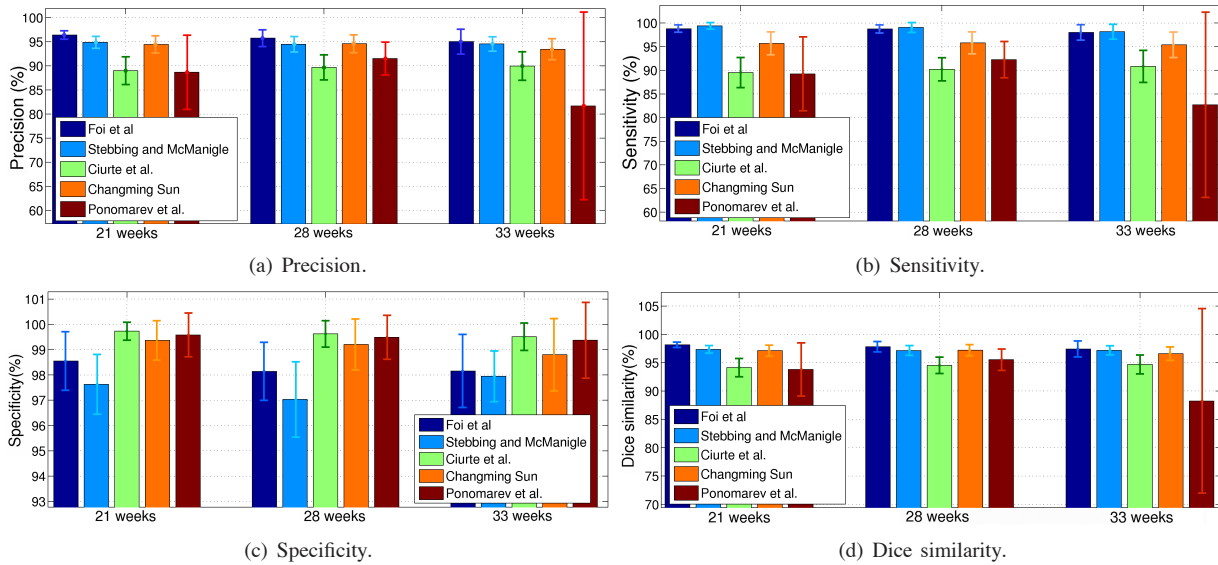 Precision (%)
100
95
90
85
80
75
70
65
60
Foi et al
Stebbing and McManigle
Ciurte et al.
Changming Sun
Ponomarev et al.
21 weeks
28 weeks
33 weeks
(a) Precision.
Sensitivity (%)
100
95
90
85
80
75
70
65
60
Foi et al
Stebbing and McManigle
Ciurte et al.
Changming Sun
Ponomarev et al.
21 weeks
28 weeks
33 weeks
(b) Sensitivity.
Specificity(%)
101
100
99
98
97
96
95
94
93
Foi et al
Stebbing and McManigle
Ciurte et al.
Changming Sun
Ponomarev et al.
21 weeks
28 weeks
33 weeks
(c) Specificity.
Dice similarity(%)
105
100
95
90
85
80
75
70
Foi et al
Stebbing and McManigle
Ciurte et al.
Changming Sun
Ponomarev et al.
21 weeks
28 weeks
33 weeks
(d) Dice similarity.